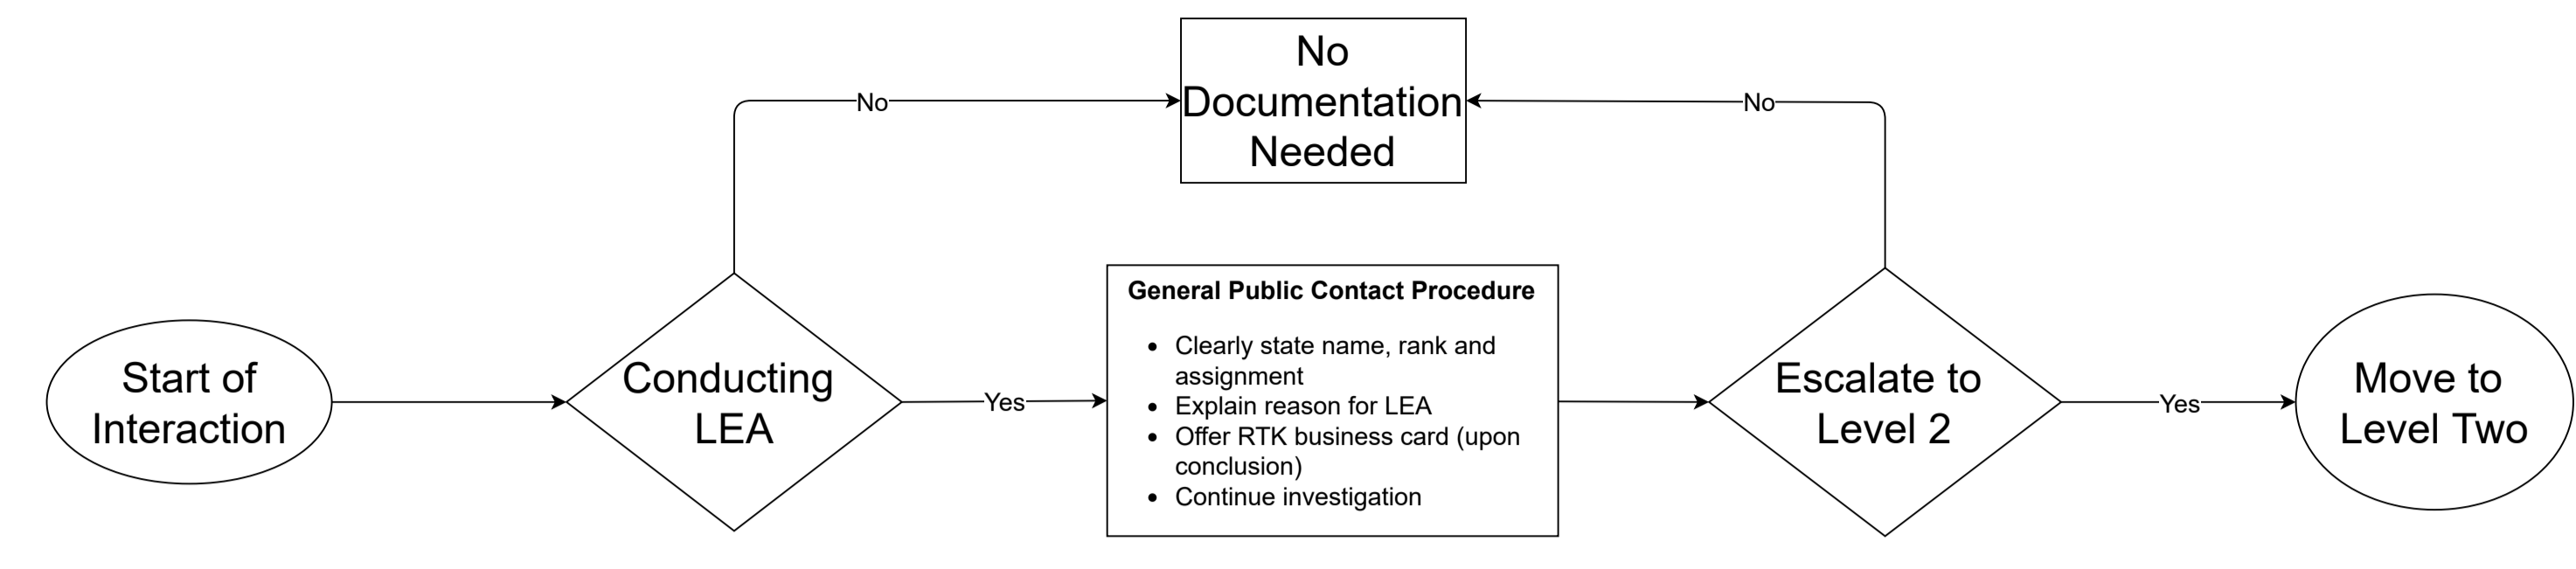 No
Documentation
Needed
No
No
Start of
Interaction
Conducting
LEA
Yes
General Public Contact Procedure
• Clearly state name, rank and
assignment
• Explain reason for LEA
• Offer RTK business card (upon
conclusion)
• Continue investigation
Escalate to
Level 2
Yes
Move to
Level Two